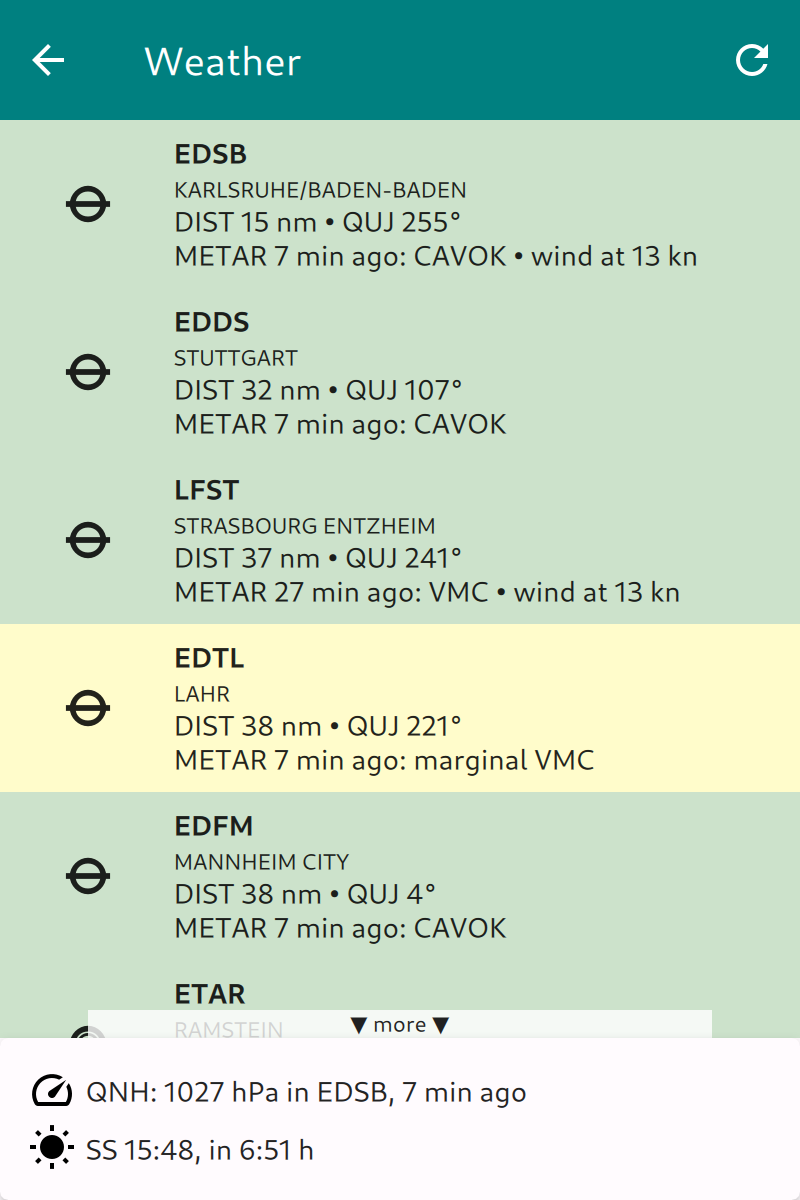 Weather
EDSB
KARLSRUHE/BADEN-BADEN
DIST 15 nm • QUJ 255°
METAR 7 min ago: CAVOK • wind at 13 kn
EDDS
STUTTGART
DIST 32 nm • QUJ 107°
METAR 7 min ago: CAVOK
LFST
STRASBOURG ENTZHEIM
DIST 37 nm • QUJ 241°
METAR 27 min ago: VMC • wind at 13 kn
EDTL
LAHR
DIST 38 nm • QUJ 221°
METAR 7 min ago: marginal VMC
EDFM
MANNHEIM CITY
DIST 38 nm • QUJ 4°
METAR 7 min ago: CAVOK
ETAR
RAMSTEIN
▼ more ▼
QNH: 1027 hPa in EDSB, 7 min ago
SS 15:48, in 6:51 h